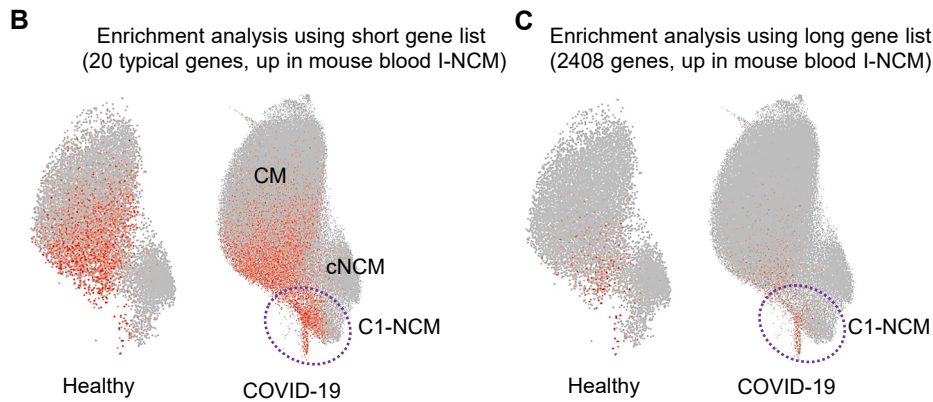 B
Enrichment analysis using short gene list
(20 typical genes, up in mouse blood I-NCM)
CM
cNCM
C1-NCM
Healthy
COVID-19
C
Enrichment analysis using long gene list
(2408 genes, up in mouse blood I-NCM)
C1-NCM
Healthy
COVID-19